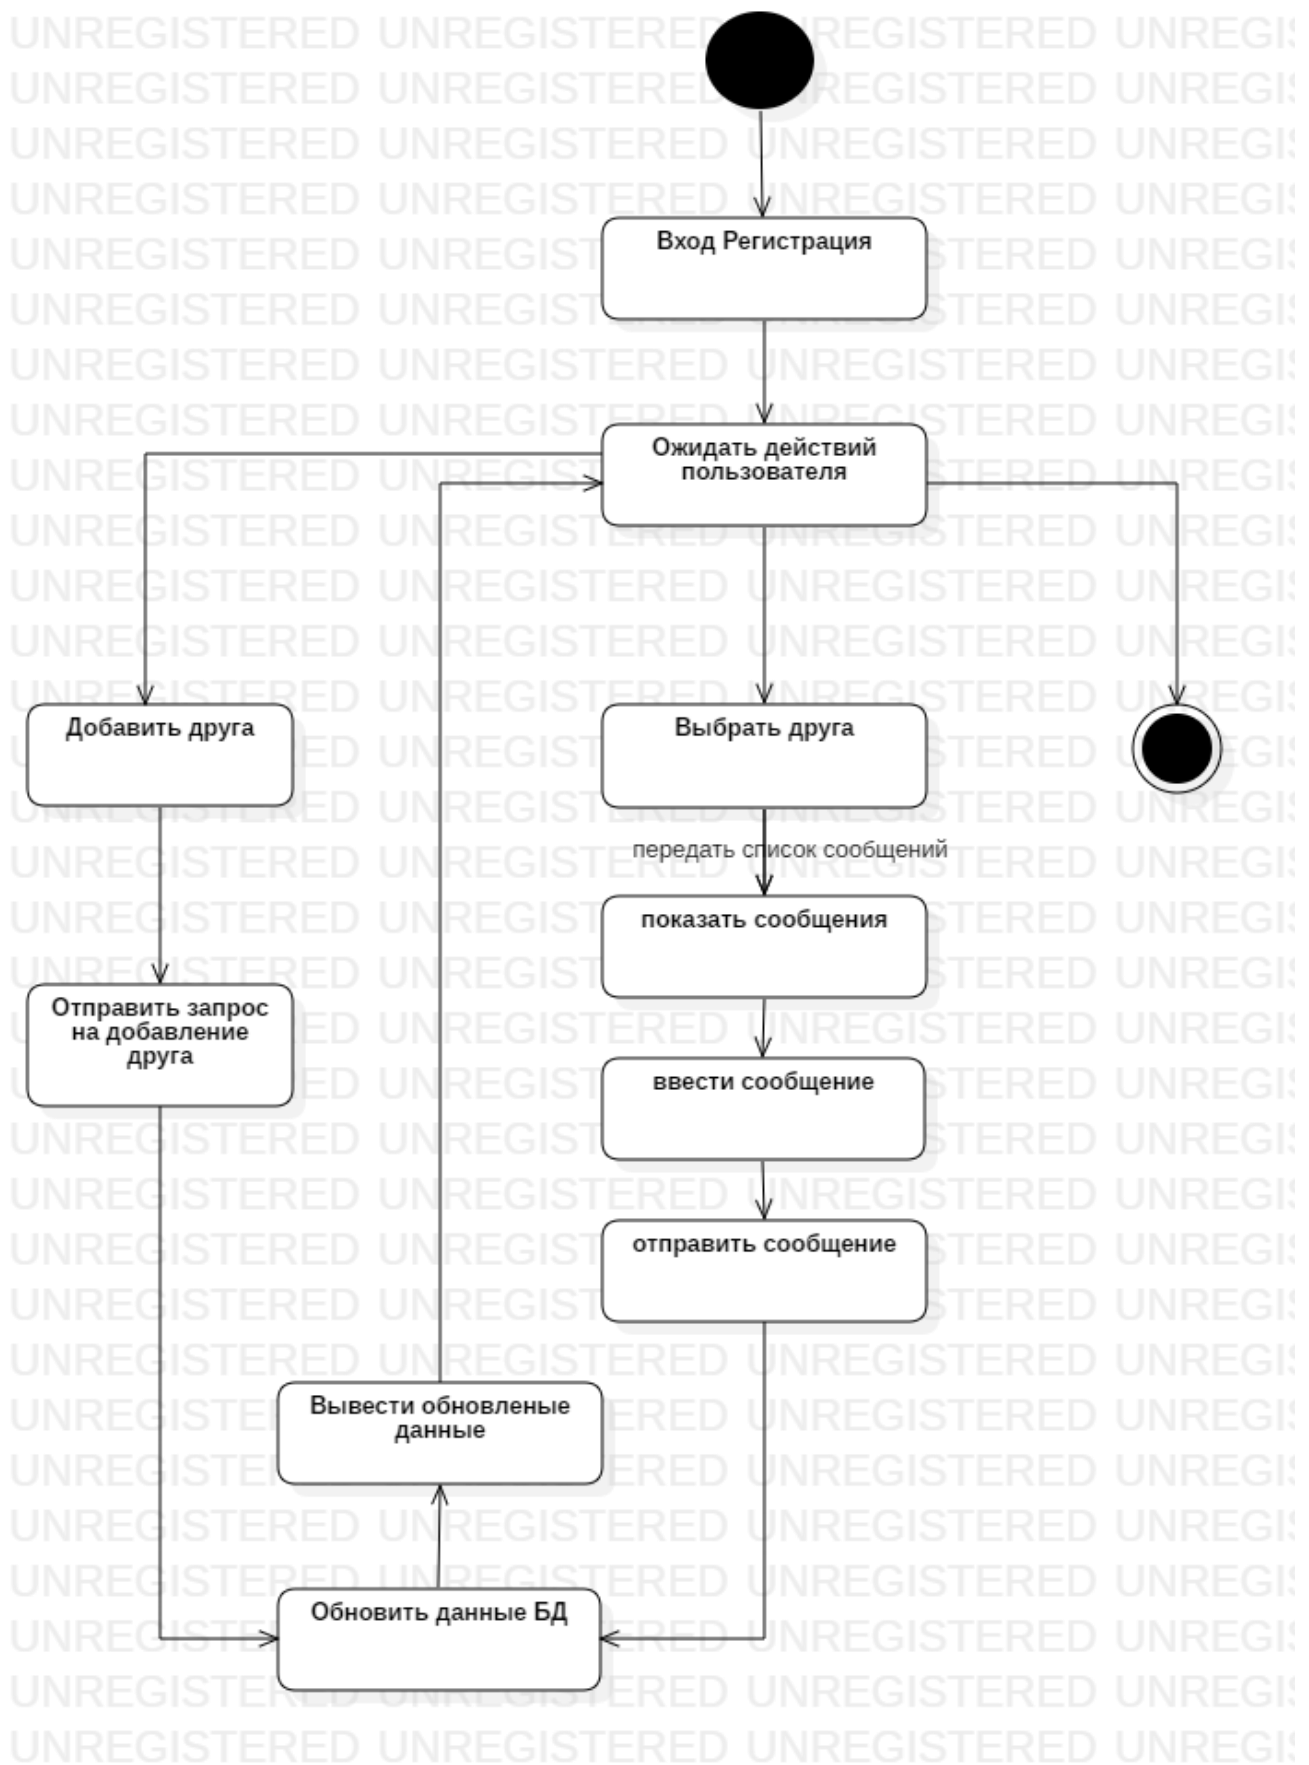 Вход Регистрация
Ожидать действий
пользователя
Добавить друга
Выбрать друга
передать список сообщений
показать сообщения
Отправить запрос
на добавление
друга
ввести сообщение
отправить сообщение
Вывести обновленые
данные
Обновить данные БД
UNREGISTERED